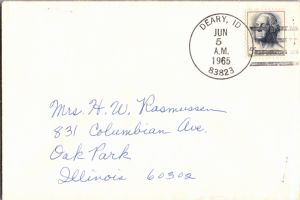 DEARY, ID
JUN
5
A.M.
1965
83823
Mrs. H. W. Rasmussen
831 Columbian Ave.
Oak Park
Illinois 60302